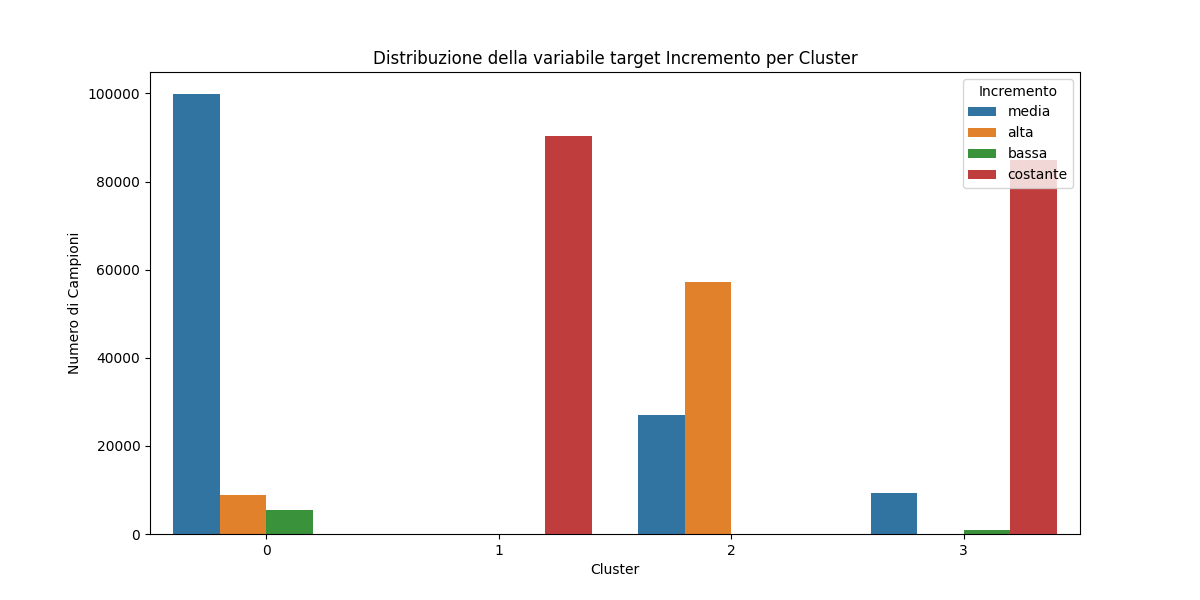 Distribuzione della variabile target Incremento per Cluster
Incremento
media
alta
bassa
costante
100000
80000
60000
40000
20000
0
Numero di Campioni
0 1 2 3
Cluster